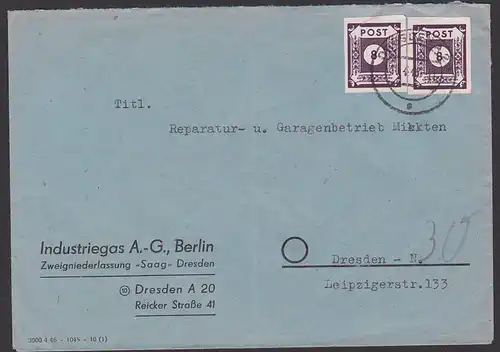 POST POST
8 8
s
Titl.
Reparatur- u. Garagenbetrieb Mickten
Industriegas A.-G., Berlin
Zweigniederlassung »Saag« Dresden
⑩ Dresden A 20
Reicker Straße 41
Dresden - N.
Leipzigerstr.133